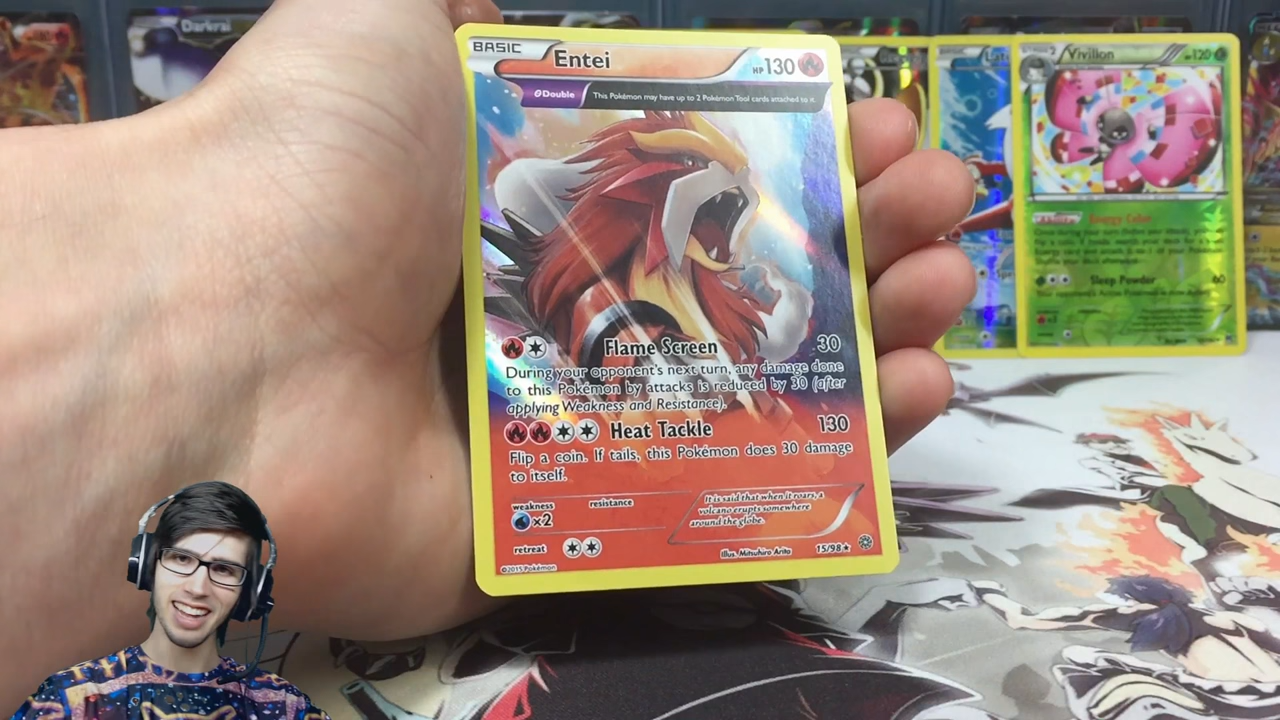 Darkrai
BASIC
Entei
HP130
Θ Double
This Pokémon may have up to 2 Pokémon Tool cards attached to it.
Flame Screen 30
During your opponent's next turn, any damage done
to this Pokémon by attacks is reduced by 30 (after
applying Weakness and Resistance).
Heat Tackle 130
Flip a coin. If tails, this Pokémon does 30 damage
to itself.
weakness
×2
resistance
It is said that when it roars, a
volcano erupts somewhere
around the globe.
retreat
Illus. Mitsuhiro Arita
15/98★
©2015 Pokémon
Vivillon
HP120
Ability
Sleep Powder 60